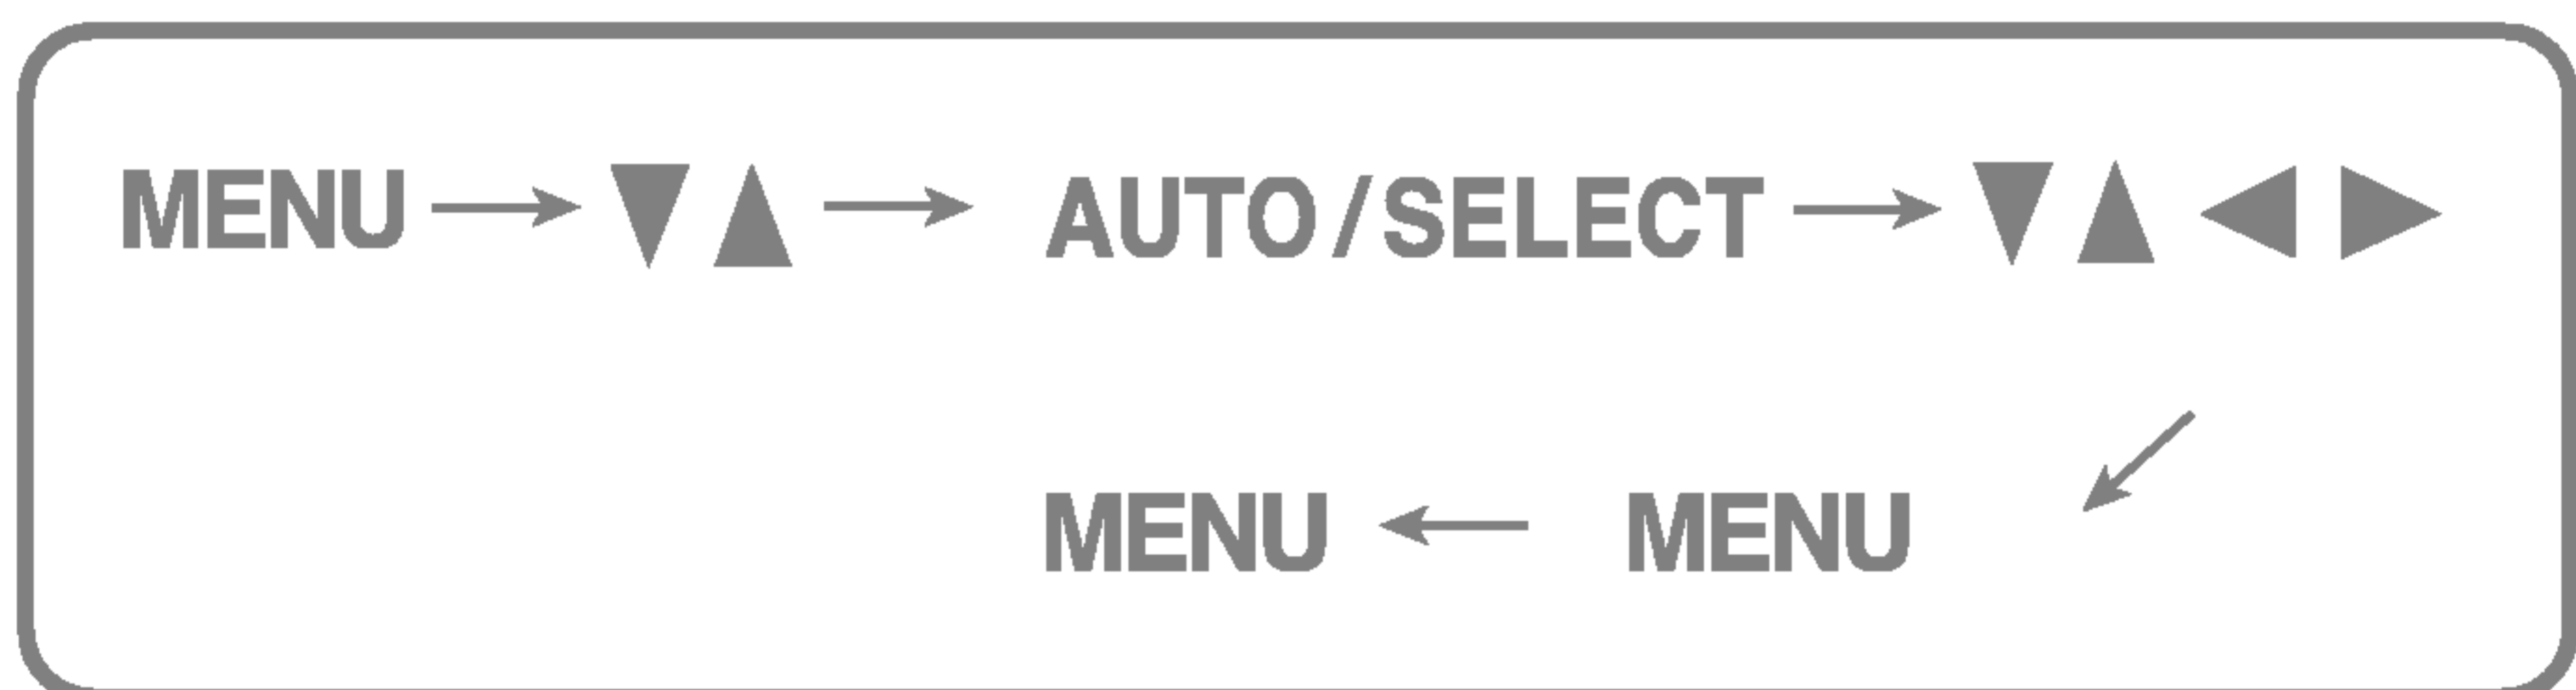 MENU → ▼ ▲ → AUTO/SELECT → ▼ ▲ ◀ ▶
MENU ← MENU